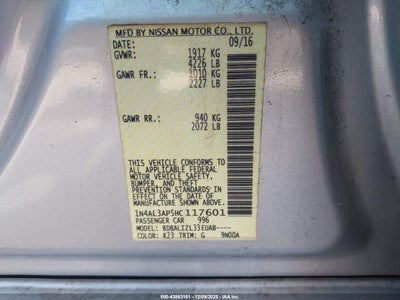 MFD BY NISSAN MOTOR CO., LTD.
DATE: 09/16
GVWR: 1917 KG
4226 LB
GAWR FR.: 1010 KG
2227 LB
GAWR RR.: 940 KG
2072 LB
THIS VEHICLE CONFORMS
TO ALL APPLICABLE FEDERAL
MOTOR VEHICLE SAFETY,
BUMPER, AND THEFT
PREVENTION STANDARDS IN
EFFECT ON THE DATE OF
MANUFACTURE SHOWN ABOVE.
1N4AL3AP5HC117601
PASSENGER CAR 996
MODEL: BDBALIZL33EUAB----
COLOR: K23 TRIM: G 9N00A
000-43863161 - 12/09/2025 - IAA